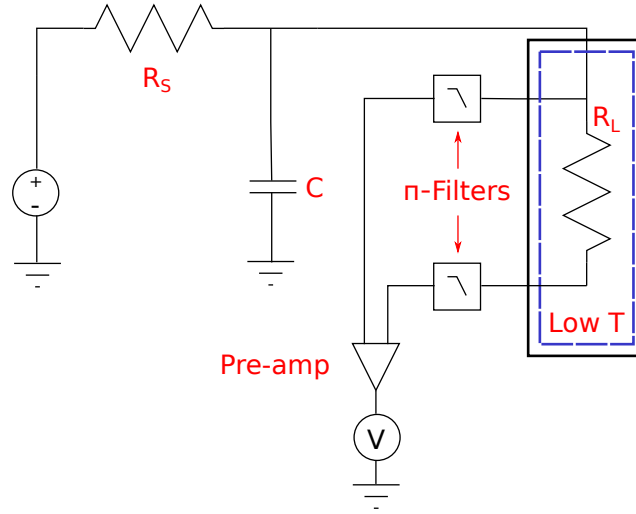 R_S
+
-
C
π-Filters
R_L
Low T
Pre-amp
V